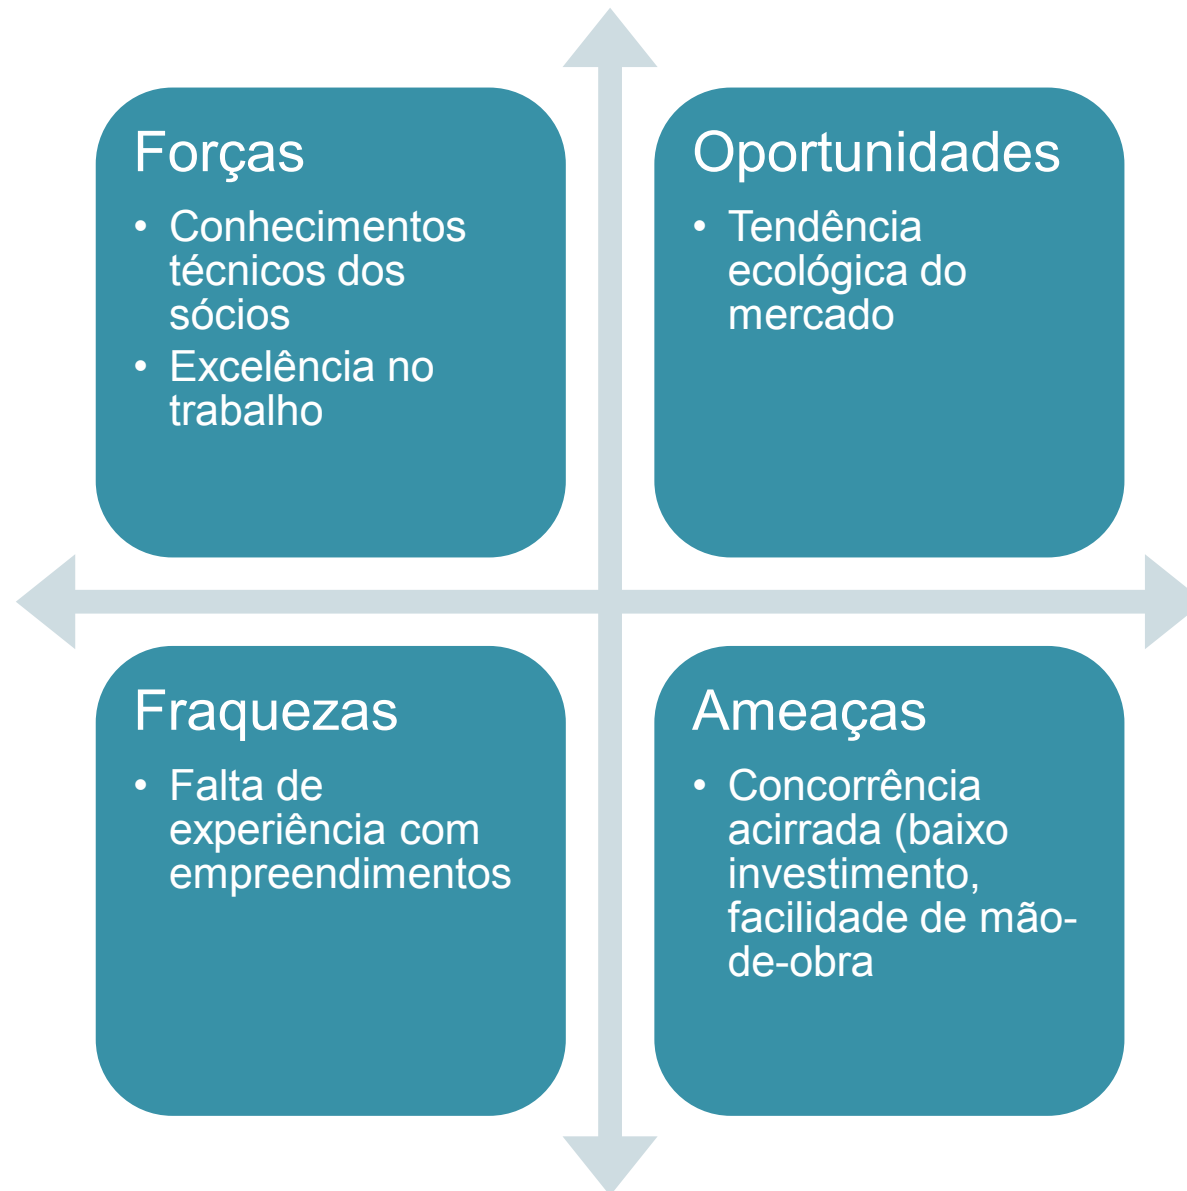 Forças
• Conhecimentos
técnicos dos
sócios
• Excelência no
trabalho
Oportunidades
• Tendência
ecológica do
mercado
Fraquezas
• Falta de
experiência com
empreendimentos
Ameaças
• Concorrência
acirrada (baixo
investimento,
facilidade de mão-
de-obra